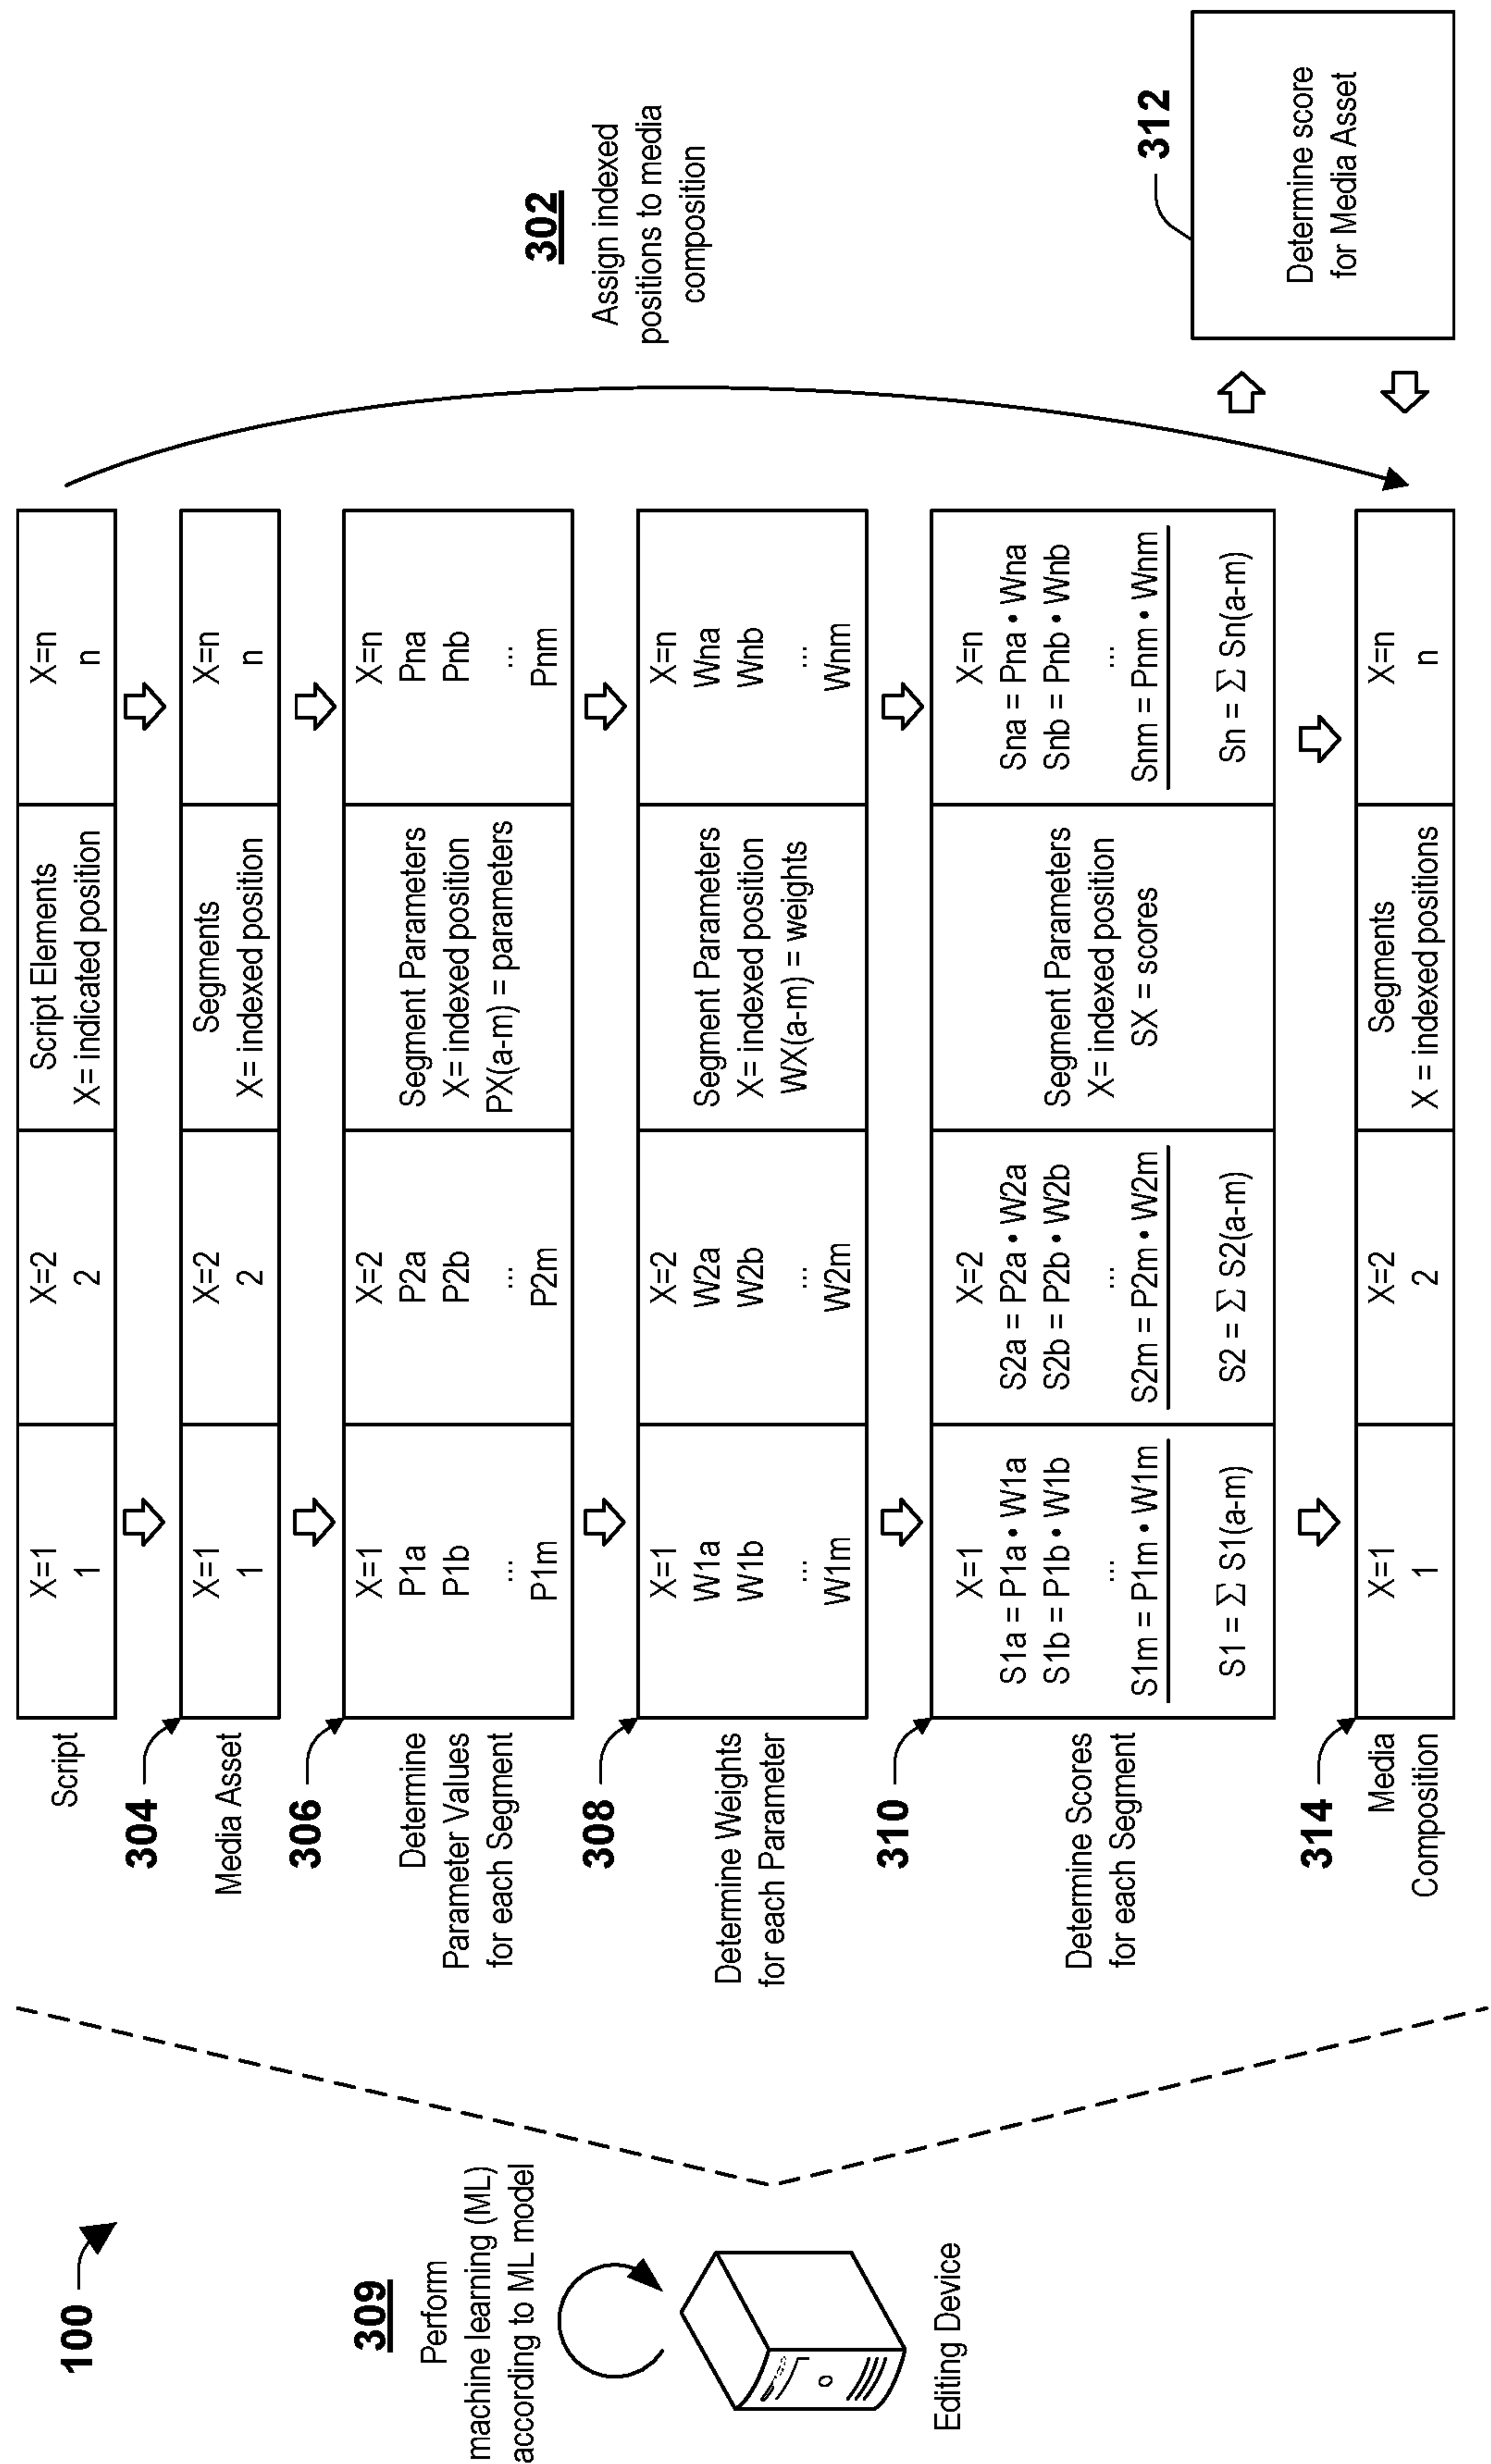 100
309
Perform
machine learning (ML)
according to ML model
Editing Device
Script
X=1
1
X=2
2
Script Elements
X= indicated position
X=n
n
304
Media Asset
X=1
1
X=2
2
Segments
X= indexed position
X=n
n
306
Determine
Parameter Values
for each Segment
X=1
P1a
P1b
...
P1m
X=2
P2a
P2b
...
P2m
Segment Parameters
X= indexed position
PX(a-m) = parameters
X=n
Pna
Pnb
...
Pnm
308
Determine Weights
for each Parameter
X=1
W1a
W1b
...
W1m
X=2
W2a
W2b
...
W2m
Segment Parameters
X= indexed position
WX(a-m) = weights
X=n
Wna
Wnb
...
Wnm
310
Determine Scores
for each Segment
X=1
S1a = P1a • W1a
S1b = P1b • W1b
...
S1m = P1m • W1m
S1 = ∑ S1(a-m)
X=2
S2a = P2a • W2a
S2b = P2b • W2b
...
S2m = P2m • W2m
S2 = ∑ S2(a-m)
Segment Parameters
X= indexed position
SX = scores
X=n
Sna = Pna • Wna
Snb = Pnb • Wnb
...
Snm = Pnm • Wnm
Sn = ∑ Sn(a-m)
314
Media
Composition
X=1
1
X=2
2
Segments
X = indexed positions
X=n
n
302
Assign indexed
positions to media
composition
312
Determine score
for Media Asset